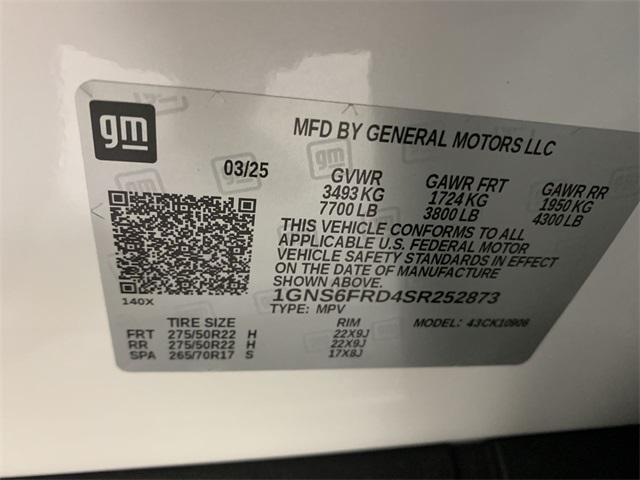 gm
MFD BY GENERAL MOTORS LLC
03/25
GVWR GAWR FRT GAWR RR
3493 KG 1724 KG 1950 KG
7700 LB 3800 LB 4300 LB
THIS VEHICLE CONFORMS TO ALL
APPLICABLE U.S. FEDERAL MOTOR
VEHICLE SAFETY STANDARDS IN EFFECT
ON THE DATE OF MANUFACTURE
SHOWN ABOVE.
140X
1GNS6FRD4SR252873
TYPE: MPV MODEL: 43CK10906
TIRE SIZE RIM
FRT 275/50R22 H 22X9J
RR 275/50R22 H 22X9J
SPA 265/70R17 S 17X8J